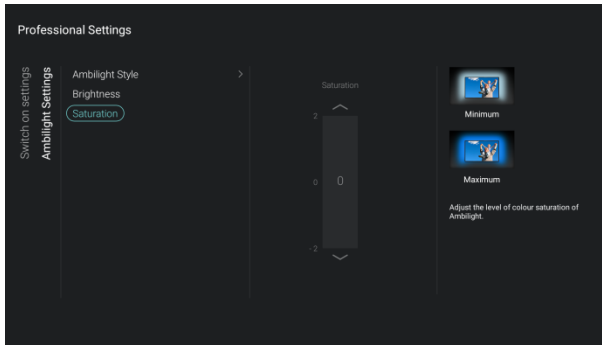 Professional Settings
Switch on settings
Ambilight Settings
Ambilight Style
Brightness
Saturation
Saturation
2
0
0
-2
Minimum
Maximum
Adjust the level of colour saturation of
Ambilight.